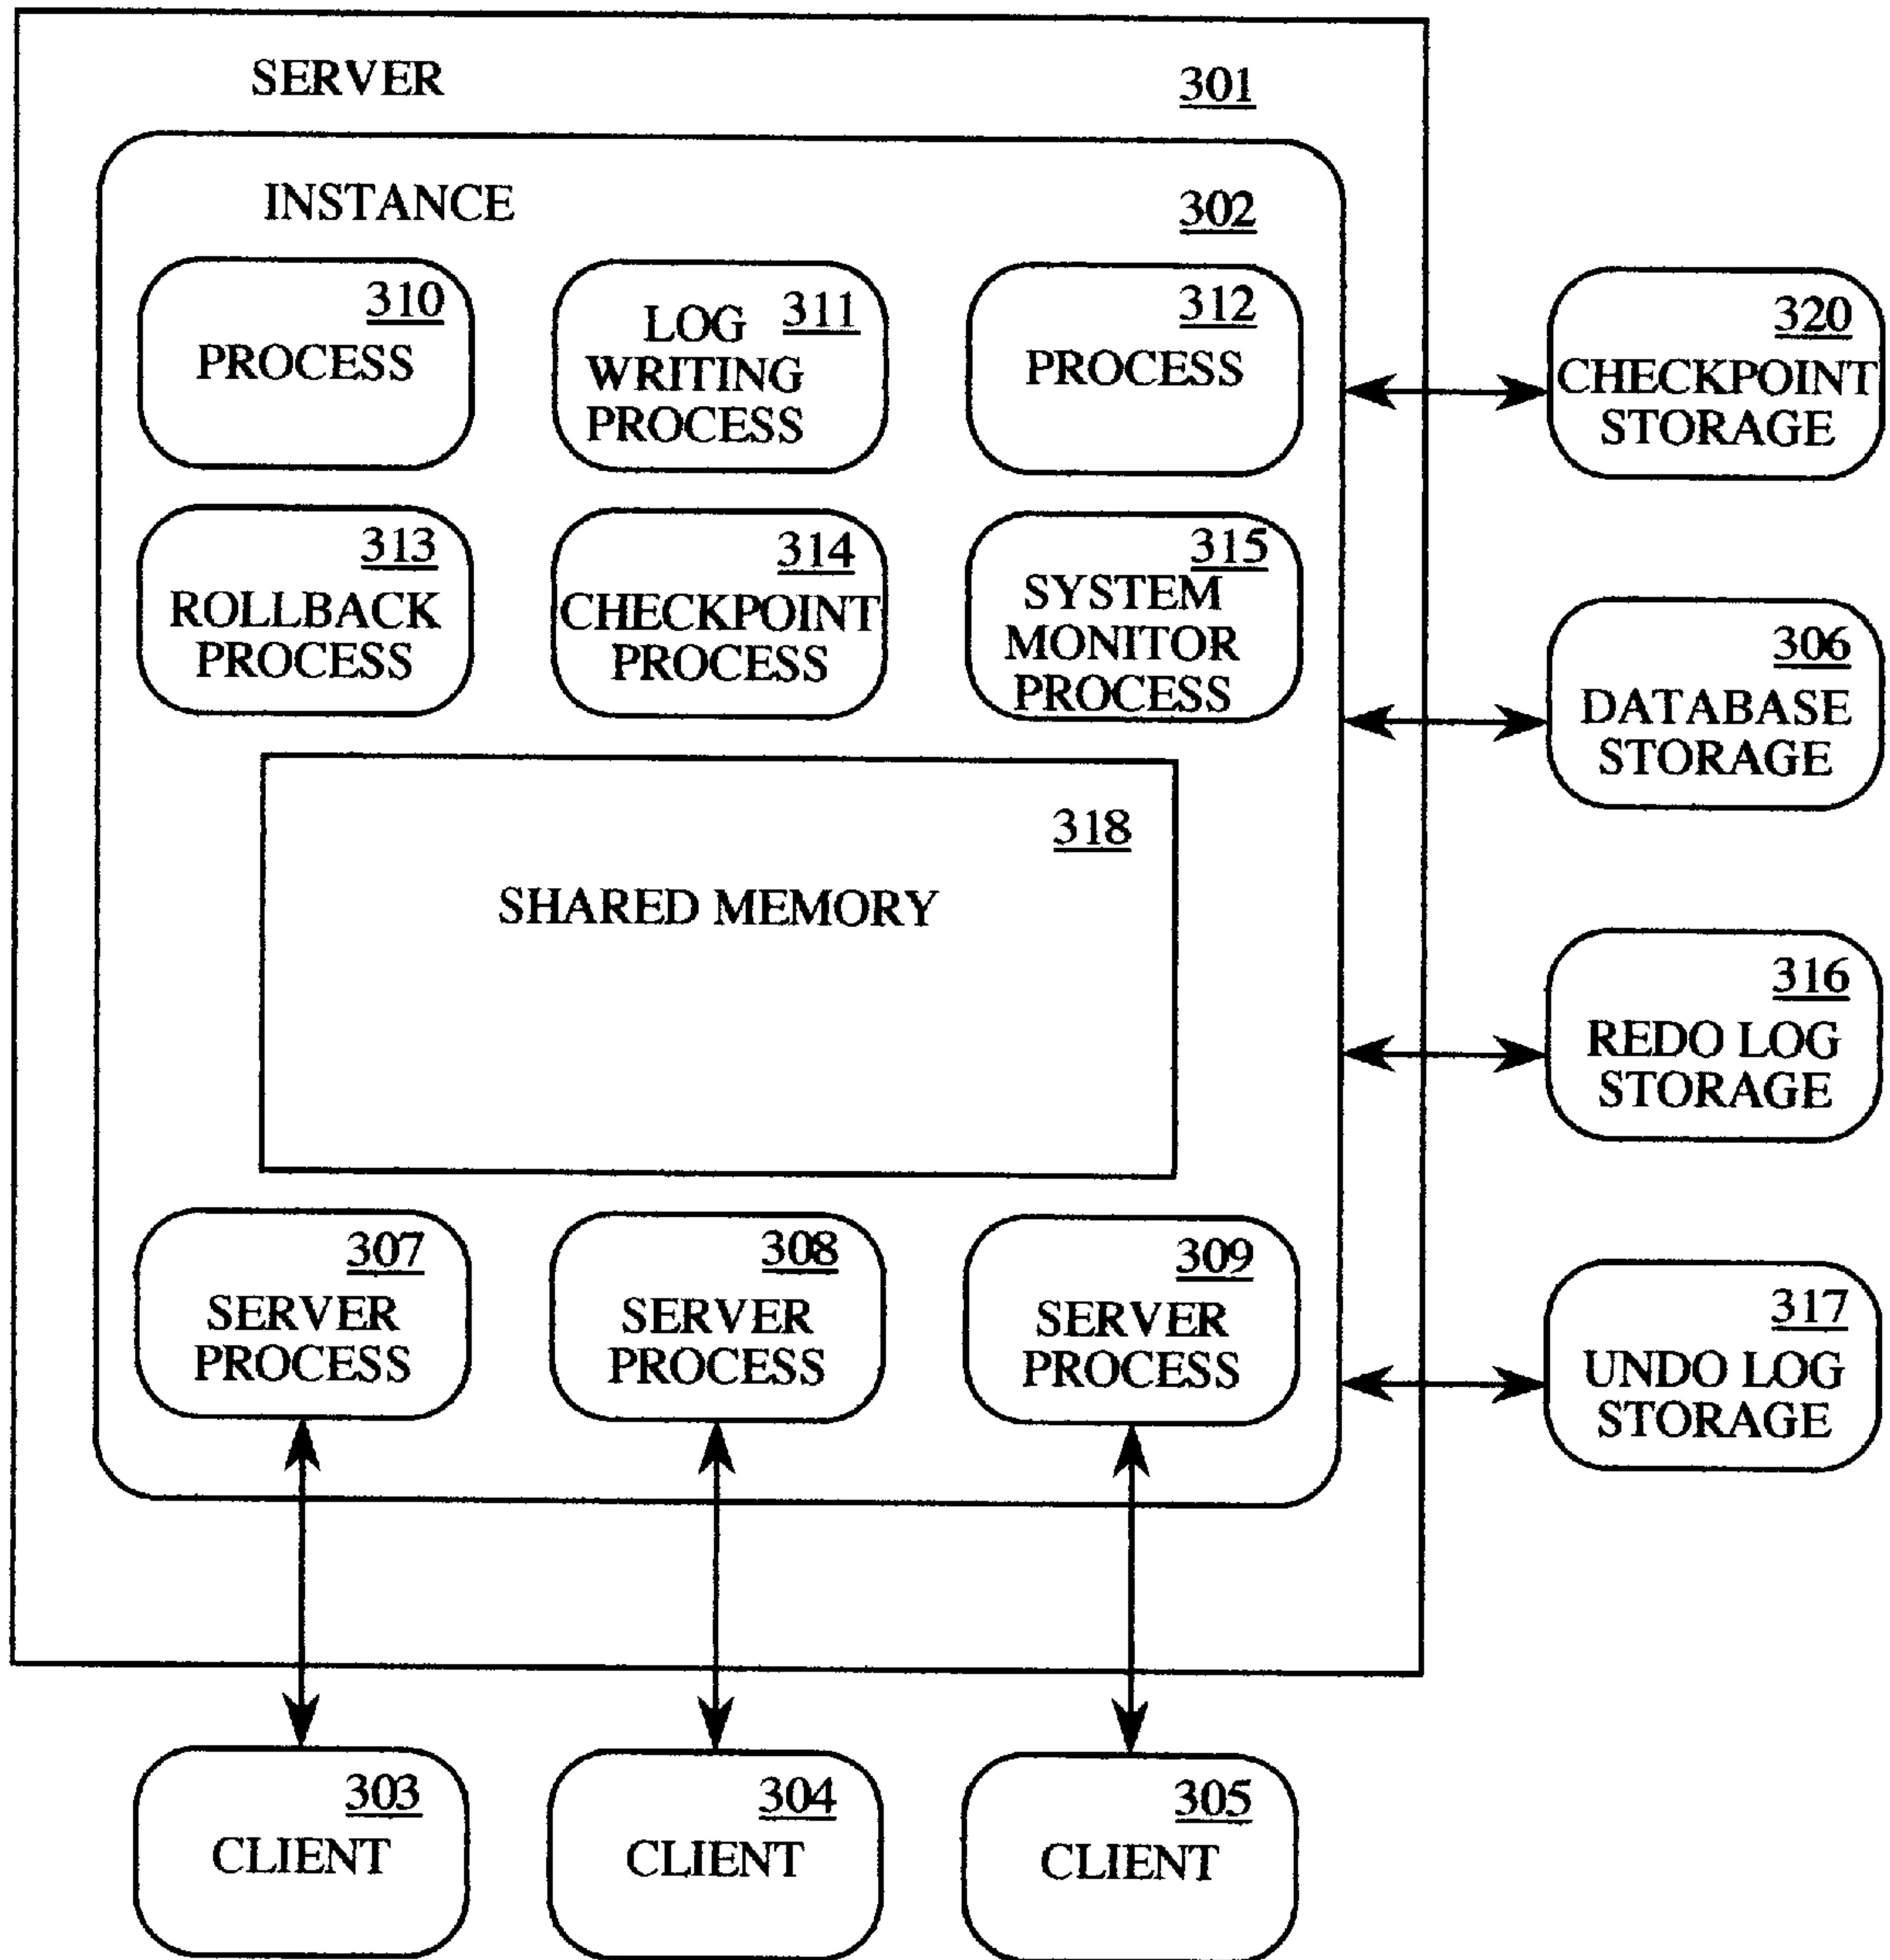 SERVER 301
INSTANCE 302
310
PROCESS
LOG 311
WRITING
PROCESS
312
PROCESS
320
CHECKPOINT
STORAGE
313
ROLLBACK
PROCESS
314
CHECKPOINT
PROCESS
315
SYSTEM
MONITOR
PROCESS
306
DATABASE
STORAGE
318
SHARED MEMORY
316
REDO LOG
STORAGE
307
SERVER
PROCESS
308
SERVER
PROCESS
309
SERVER
PROCESS
317
UNDO LOG
STORAGE
303
CLIENT
304
CLIENT
305
CLIENT